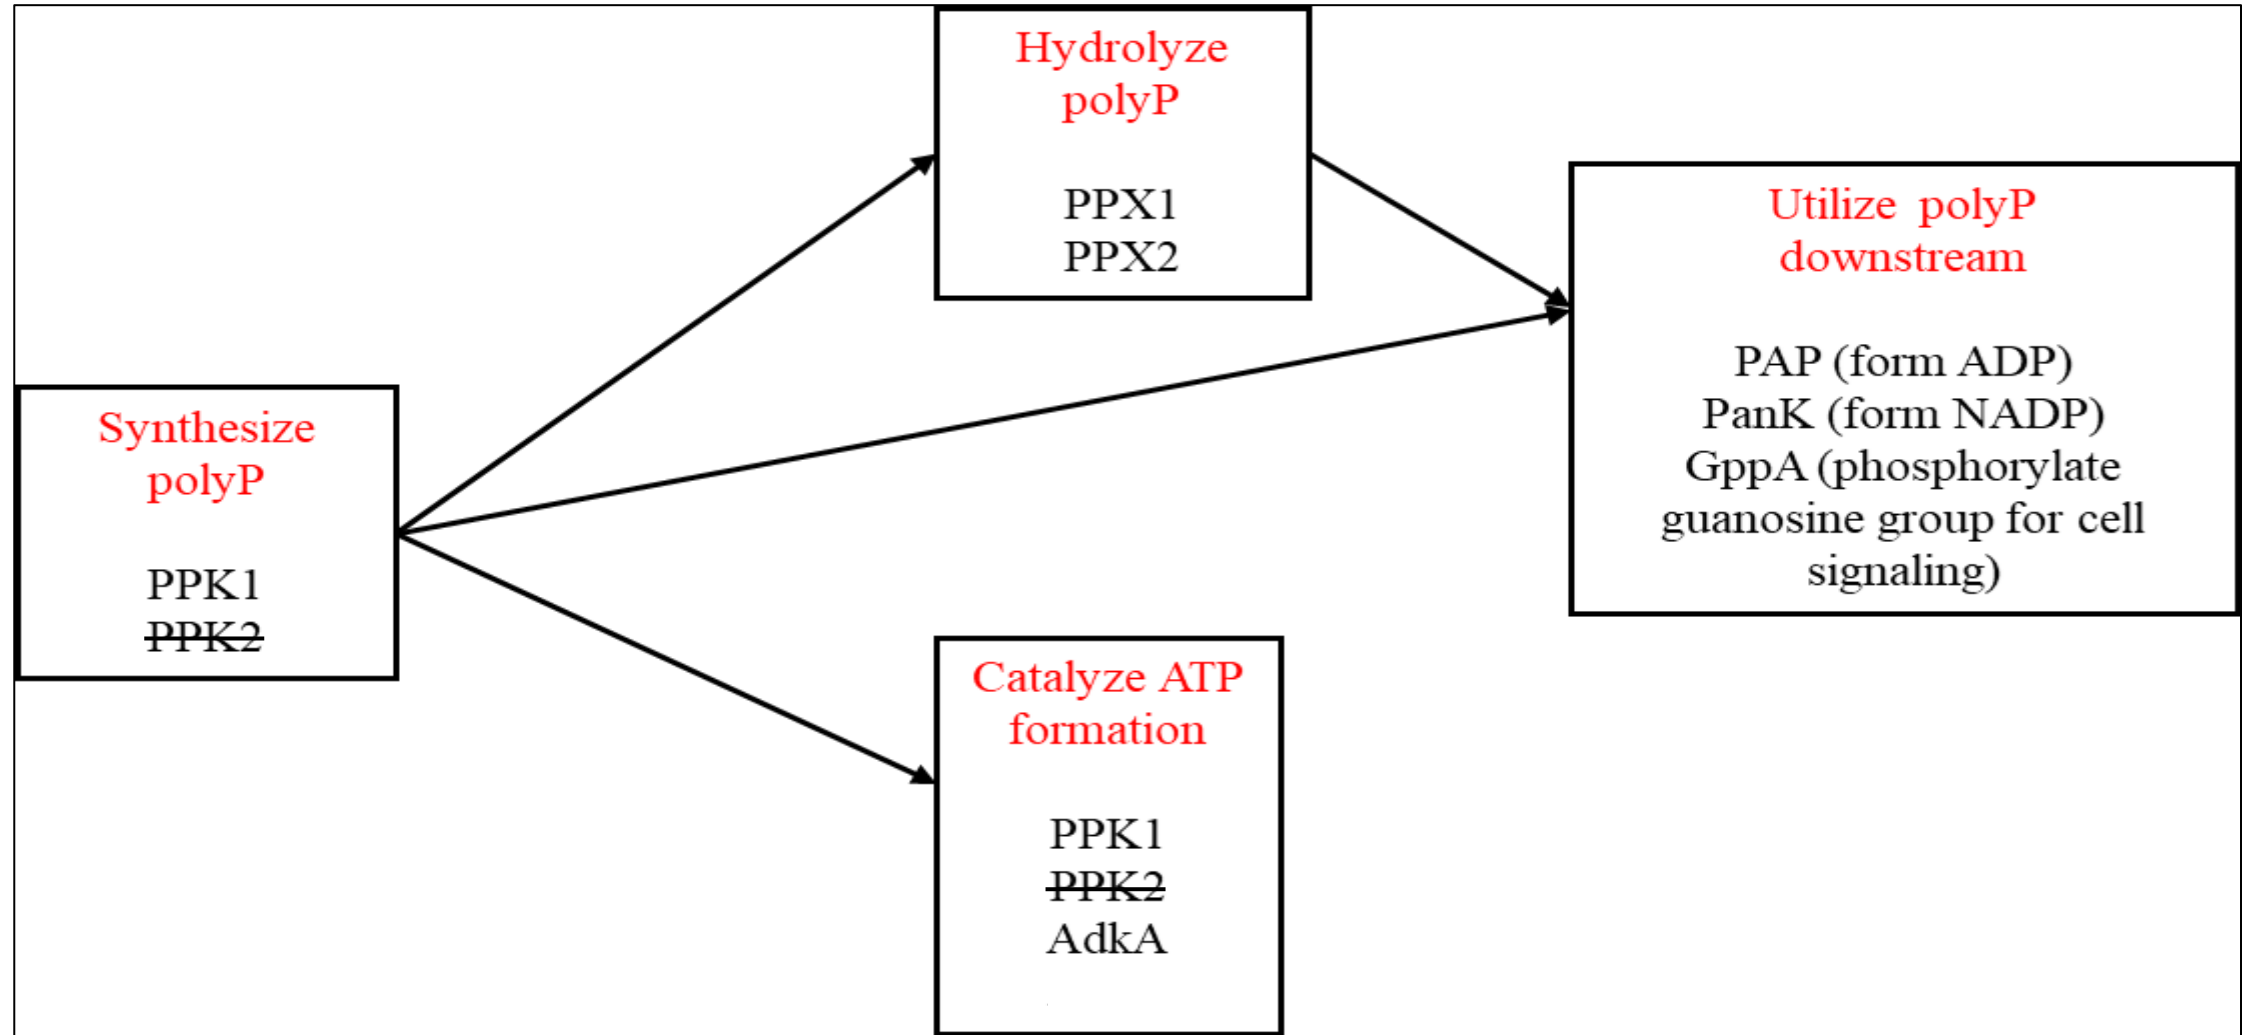 Hydrolyze
polyP
PPX1
PPX2
Utilize polyP
downstream
PAP (form ADP)
PanK (form NADP)
GppA (phosphorylate
guanosine group for cell
signaling)
Synthesize
polyP
PPK1
PPK2
Catalyze ATP
formation
PPK1
PPK2
AdkA